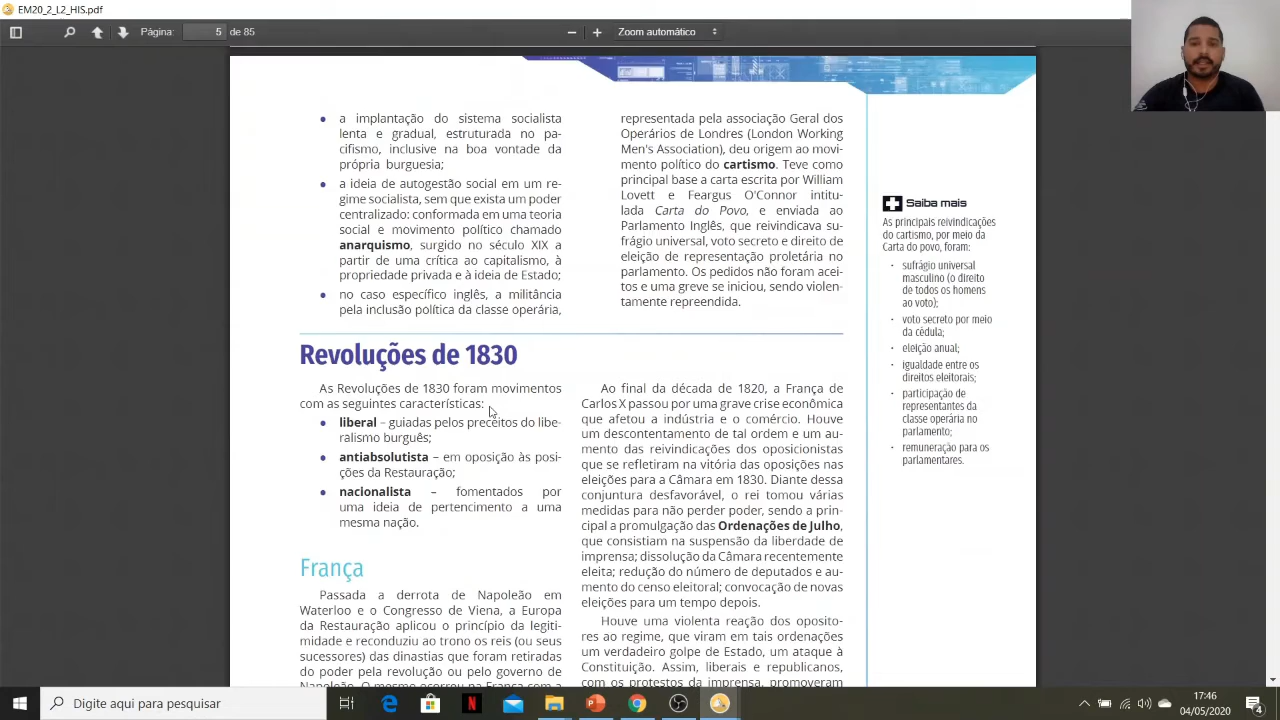 EM20_2_L2_HIS.pdf
Página: 5 de 85
Zoom automático
a implantação do sistema socialista
lenta e gradual, estruturada no pa-
cifismo, inclusive na boa vontade da
própria burguesia;
a ideia de autogestão social em um re-
gime socialista, sem que exista um poder
centralizado: conformada em uma teoria
social e movimento político chamado
anarquismo, surgido no século XIX a
partir de uma crítica ao capitalismo, à
propriedade privada e à ideia de Estado;
no caso específico inglês, a militância
pela inclusão política da classe operária,
representada pela associação Geral dos
Operários de Londres (London Working
Men's Association), deu origem ao movi-
mento político do cartismo. Teve como
principal base a carta escrita por William
Lovett e Feargus O'Connor intitu-
lada Carta do Povo, e enviada ao
Parlamento Inglês, que reivindicava su-
frágio universal, voto secreto e direito de
eleição de representação proletária no
parlamento. Os pedidos não foram acei-
tos e uma greve se iniciou, sendo violen-
tamente repreendida.
Saiba mais
As principais reivindicações
do cartismo, por meio da
Carta do povo, foram:
sufrágio universal
masculino (o direito
de todos os homens
ao voto);
voto secreto por meio
da cédula;
eleição anual;
igualdade entre os
direitos eleitorais;
participação de
representantes da
classe operária no
parlamento;
remuneração para os
parlamentares.
Revoluções de 1830
As Revoluções de 1830 foram movimentos
com as seguintes características:
liberal – guiadas pelos preceitos do libe-
ralismo burguês;
antiabsolutista – em oposição às posi-
ções da Restauração;
nacionalista – fomentados por
uma ideia de pertencimento a uma
mesma nação.
França
Passada a derrota de Napoleão em
Waterloo e o Congresso de Viena, a Europa
da Restauração aplicou o princípio da legiti-
midade e reconduziu ao trono os reis (ou seus
sucessores) das dinastias que foram retiradas
do poder pela revolução ou pelo governo de
Napoleão. O mesmo ocorreu na França com a
Ao final da década de 1820, a França de
Carlos X passou por uma grave crise econômica
que afetou a indústria e o comércio. Houve
um descontentamento de tal ordem e um au-
mento das reivindicações dos oposicionistas
que se refletiram na vitória das oposições nas
eleições para a Câmara em 1830. Diante dessa
conjuntura desfavorável, o rei tomou várias
medidas para não perder poder, sendo a prin-
cipal a promulgação das Ordenações de Julho,
que consistiam na suspensão da liberdade de
imprensa; dissolução da Câmara recentemente
eleita; redução do número de deputados e au-
mento do censo eleitoral; convocação de novas
eleições para um tempo depois.
Houve uma violenta reação dos oposito-
res ao regime, que viram em tais ordenações
um verdadeiro golpe de Estado, um ataque à
Constituição. Assim, liberais e republicanos,
com os protestos da imprensa, promoveram
Digite aqui para pesquisar
17:46
04/05/2020
4